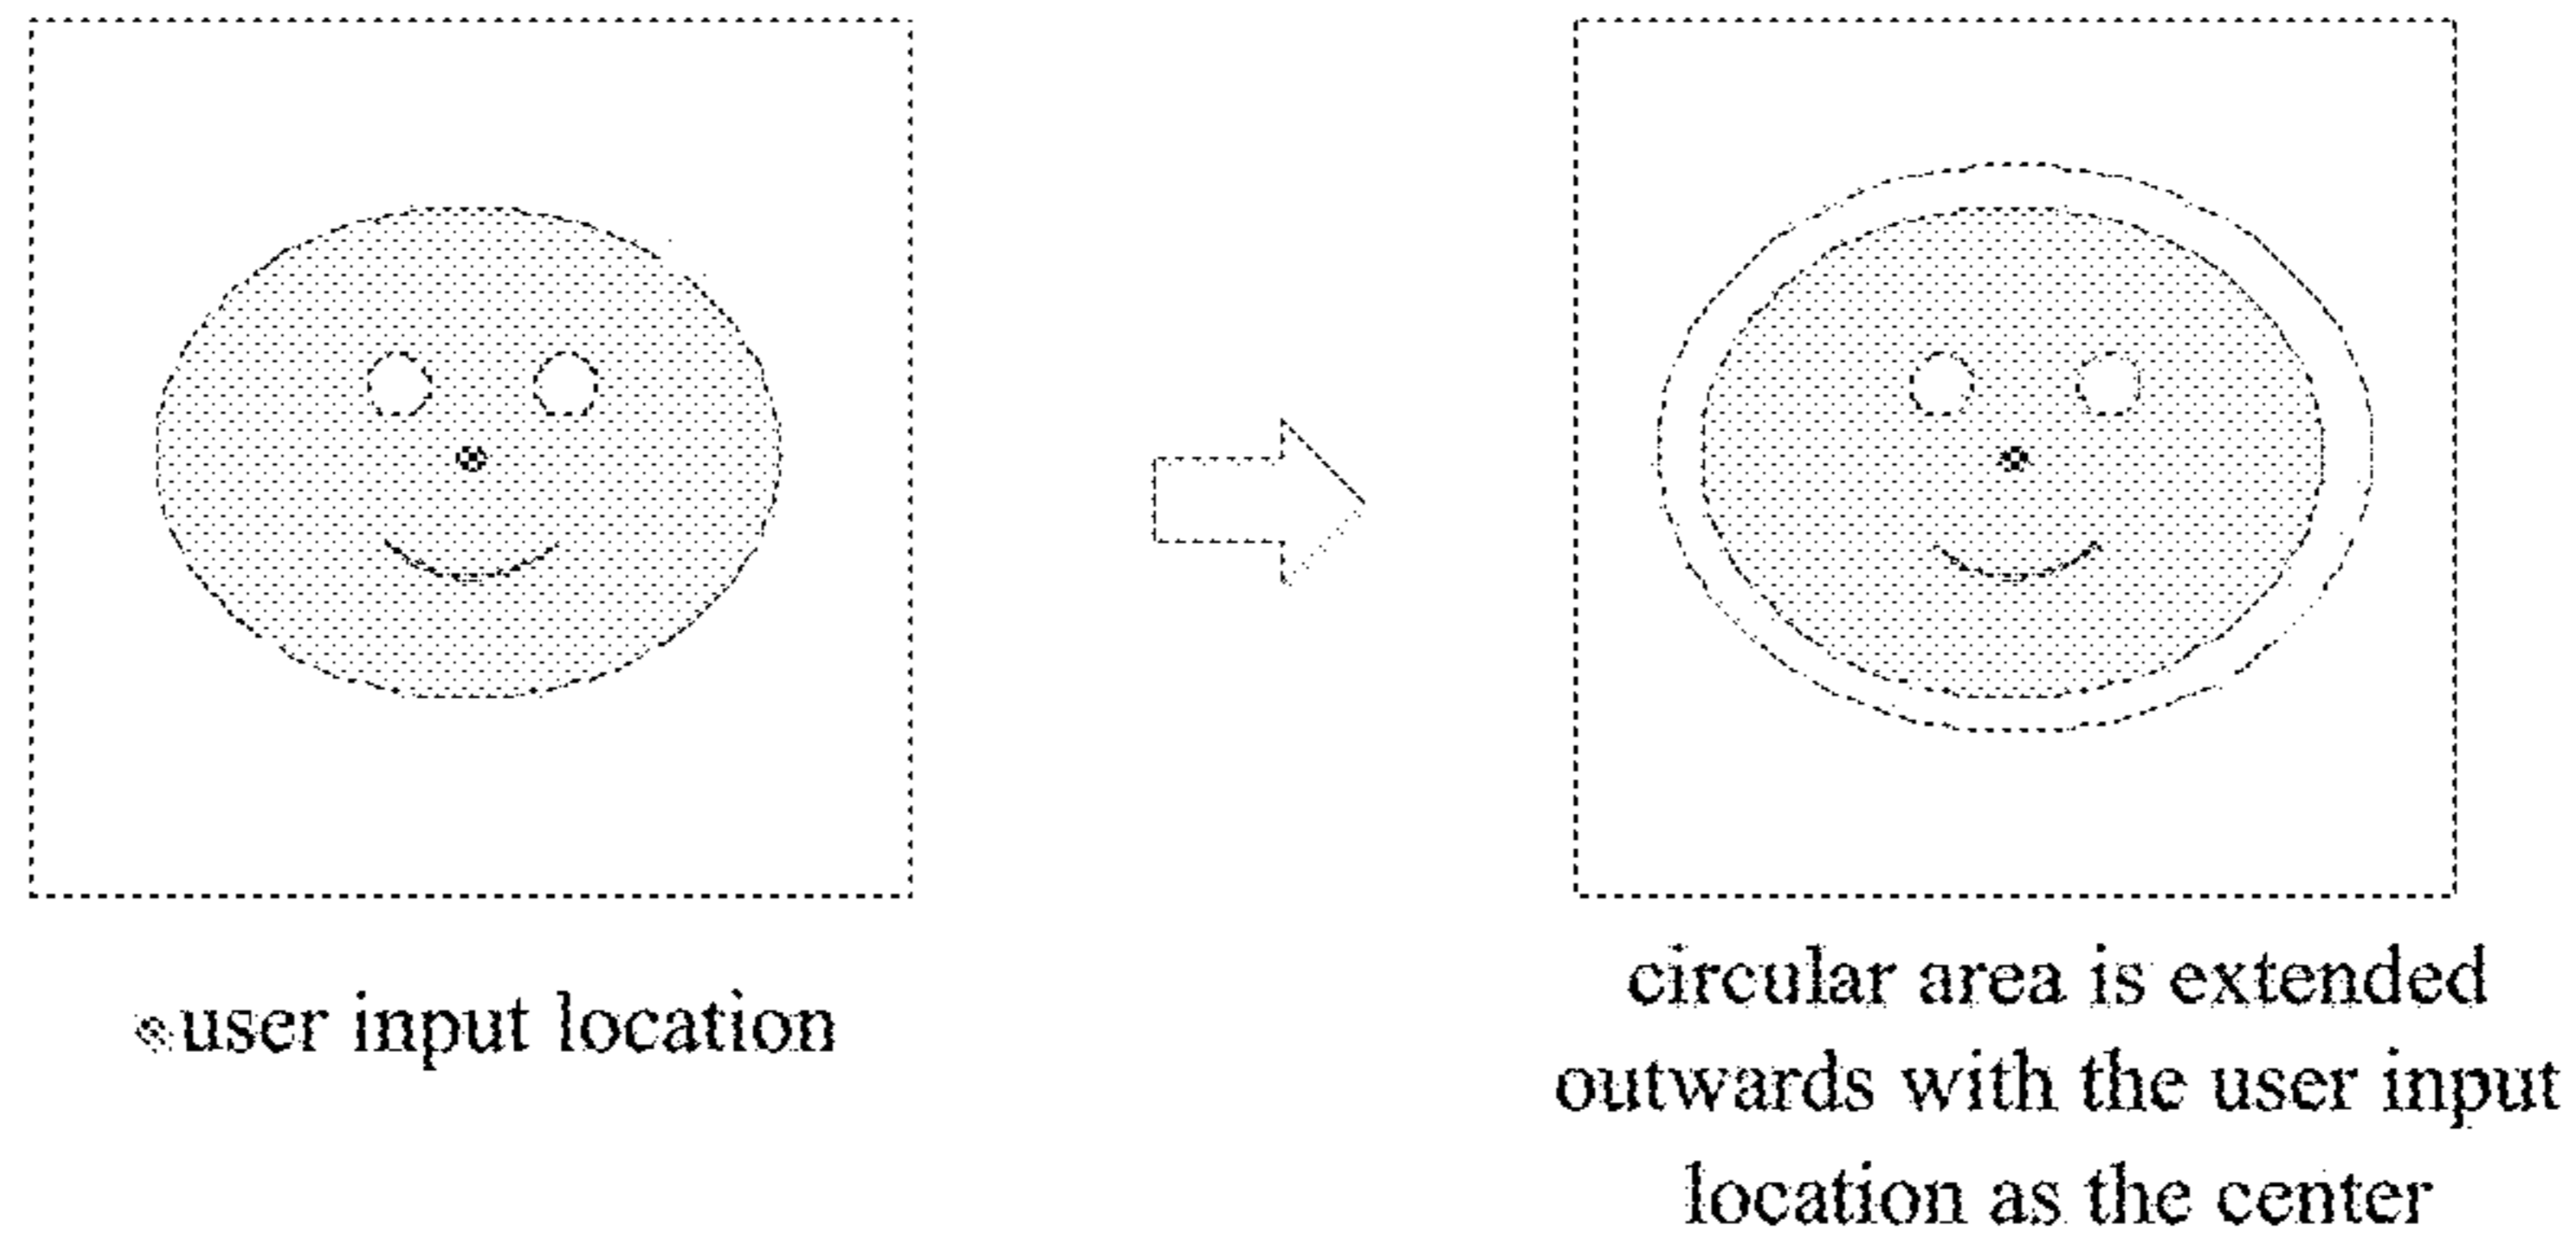 user input location
circular area is extended
outwards with the user input
location as the center